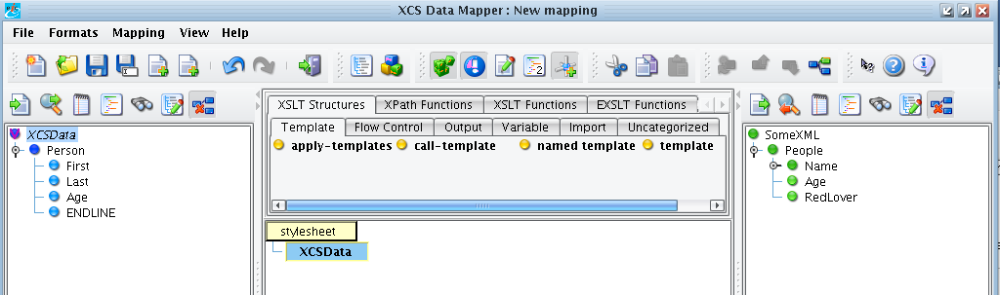 XCS Data Mapper : New mapping
File Formats Mapping View Help
XSLT Structures XPath Functions XSLT Functions EXSLT Functions
Template Flow Control Output Variable Import Uncategorized
apply-templates call-template named template template
XCSData
Person
First
Last
Age
ENDLINE
stylesheet
XCSData
SomeXML
People
Name
Age
RedLover